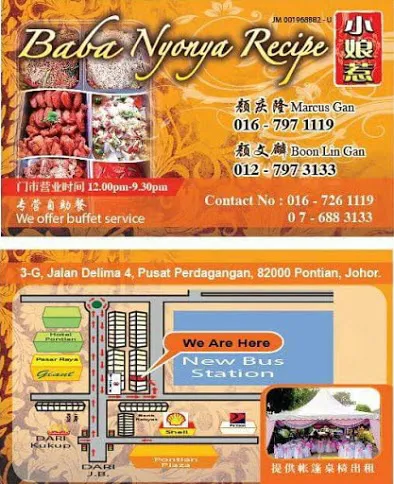 JM 001968882 - U
Baba Nyonya Recipe
小娘惹
顏庆隆 Marcus Gan
016 - 797 1119
顏文麟 Boon Lin Gan
012 - 797 3133
门市营业时间 12.00pm-9.30pm
专营自助餐
We offer buffet service
Contact No : 016 - 726 1119
0 7 - 688 3133
3-G, Jalan Delima 4, Pusat Perdagangan, 82000 Pontian, Johor.
Hotel
Pontian
We Are Here
Pasar Raya
Giant
New Bus
Station
Shell
DARI
Kukup
Pontian
Plaza
DARI
J.B.
提供帐篷桌椅出租